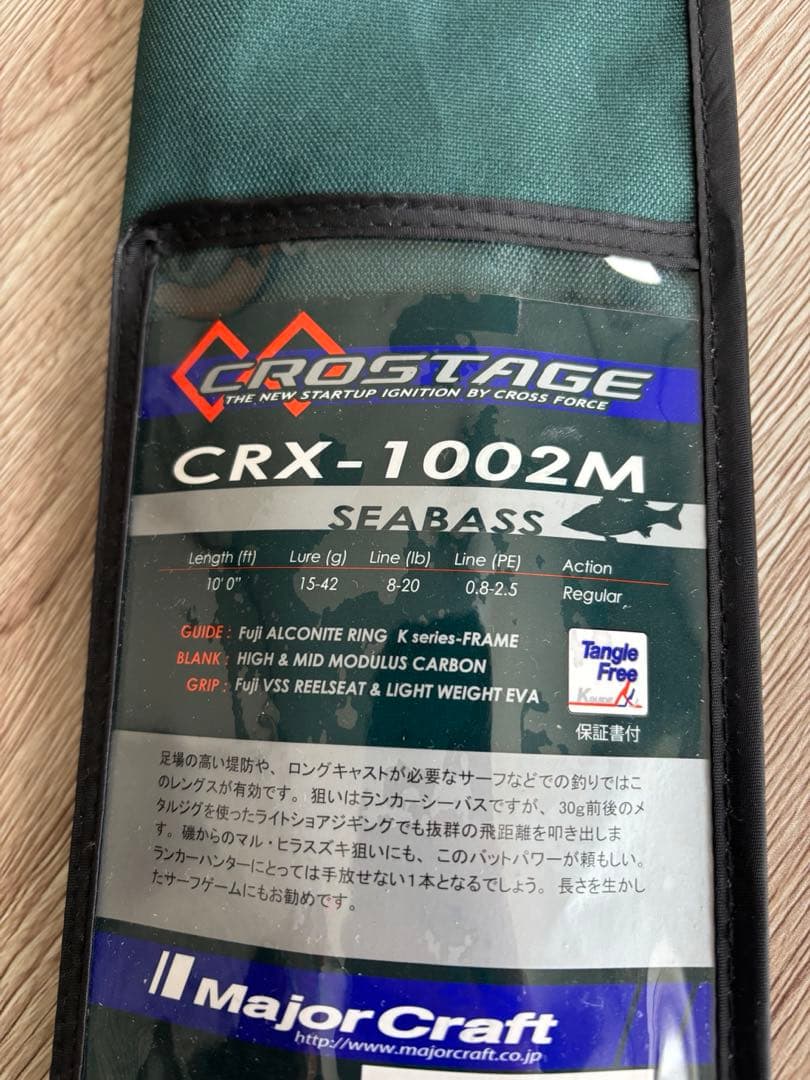 CROSTAGE
THE NEW STARTUP IGNITION BY CROSS FORCE
CRX-1002M
SEABASS
Length (ft) Lure (g) Line (lb) Line (PE) Action
10' 0" 15-42 8-20 0.8-2.5 Regular
GUIDE : Fuji ALCONITE RING K series-FRAME
BLANK : HIGH & MID MODULUS CARBON
GRIP : Fuji VSS REELSEAT & LIGHT WEIGHT EVA
Tangle
Free
K GUIDE
保証書付
足場の高い堤防や、ロングキャストが必要なサーフなどでの釣りではこ
のレングスが有効です。狙いはランカーシーバスですが、30g前後のメ
タルジグを使ったライトショアジギングでも抜群の飛距離を叩き出しま
す。磯からのマル・ヒラスズキ狙いにも、このバットパワーが頼もしい。
ランカーハンターにとっては手放せない1本となるでしょう。長さを生かし
たサーフゲームにもお勧めです。
Major Craft
http://www.majorcraft.co.jp